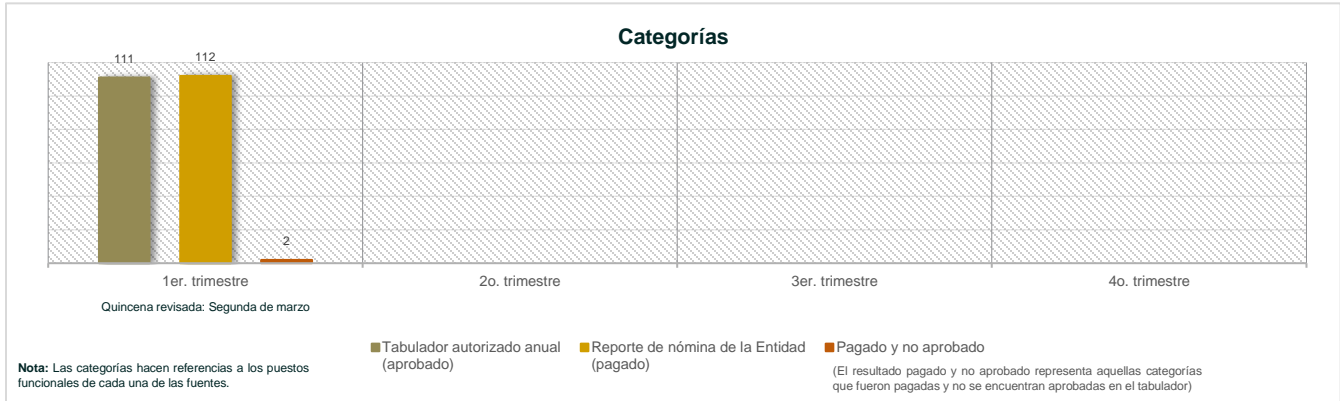 Categorías
111
112
2
1er. trimestre
2o. trimestre
3er. trimestre
4o. trimestre
Quincena revisada: Segunda de marzo
Tabulador autorizado anual
(aprobado)
Reporte de nómina de la Entidad
(pagado)
Pagado y no aprobado
(El resultado pagado y no aprobado representa aquellas categorías
que fueron pagadas y no se encuentran aprobadas en el tabulador)
Nota: Las categorías hacen referencias a los puestos
funcionales de cada una de las fuentes.